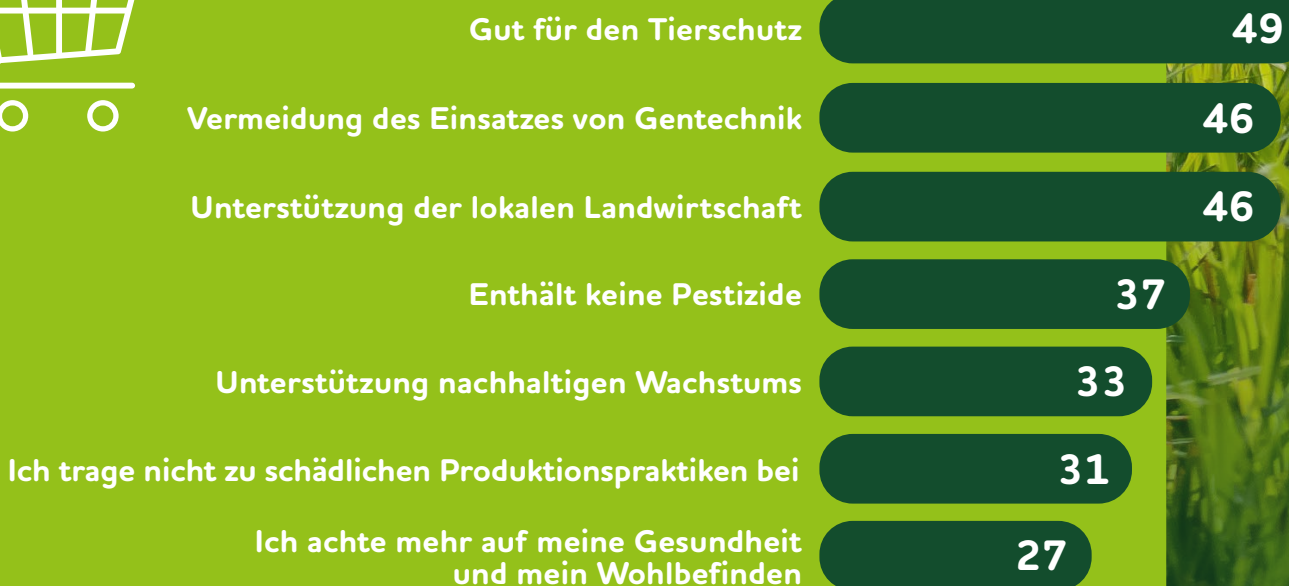 Gut für den Tierschutz 49
Vermeidung des Einsatzes von Gentechnik 46
Unterstützung der lokalen Landwirtschaft 46
Enthält keine Pestizide 37
Unterstützung nachhaltigen Wachstums 33
Ich trage nicht zu schädlichen Produktionspraktiken bei 31
Ich achte mehr auf meine Gesundheit
und mein Wohlbefinden 27